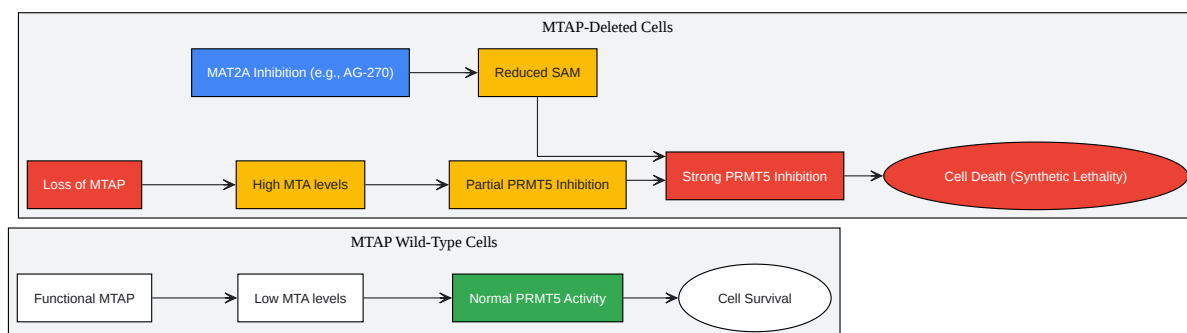 MTAP-Deleted Cells
MAT2A Inhibition (e.g., AG-270)
Reduced SAM
Loss of MTAP
High MTA levels
Partial PRMT5 Inhibition
Strong PRMT5 Inhibition
Cell Death (Synthetic Lethality)
MTAP Wild-Type Cells
Functional MTAP
Low MTA levels
Normal PRMT5 Activity
Cell Survival